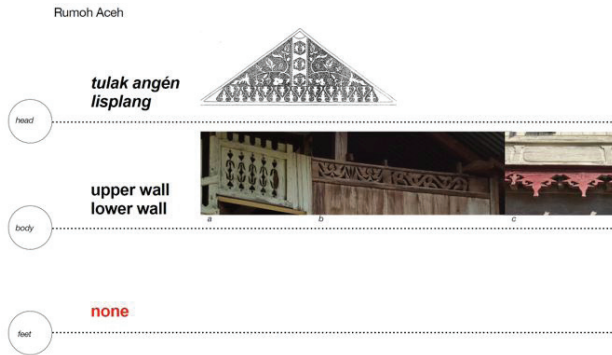 Rumoh Aceh
tulak angén
lisplang
head
upper wall
lower wall
a
b
c
body
none
feet